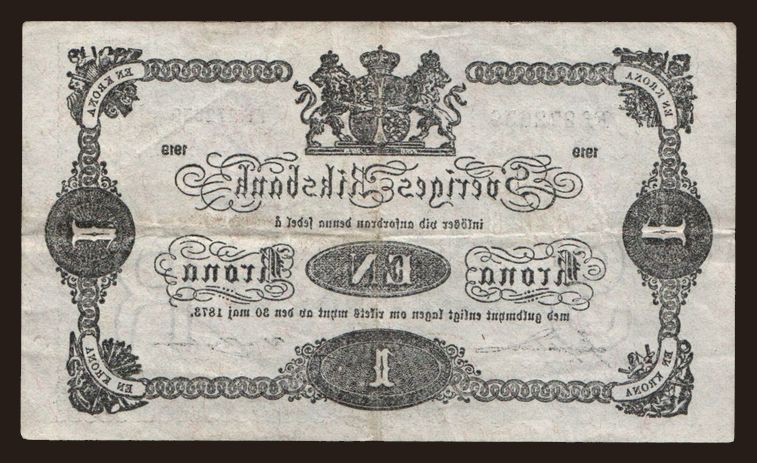 EN KRONA EN KRONA
1919 1919
Sveriges Riksbank
inlöser vid anfordran denna sedel å
1 1
EN
Krona Krona
med guldmynt enligt lagen om rikets mynt av den 30 maj 1873.
1
EN KRONA EN KRONA